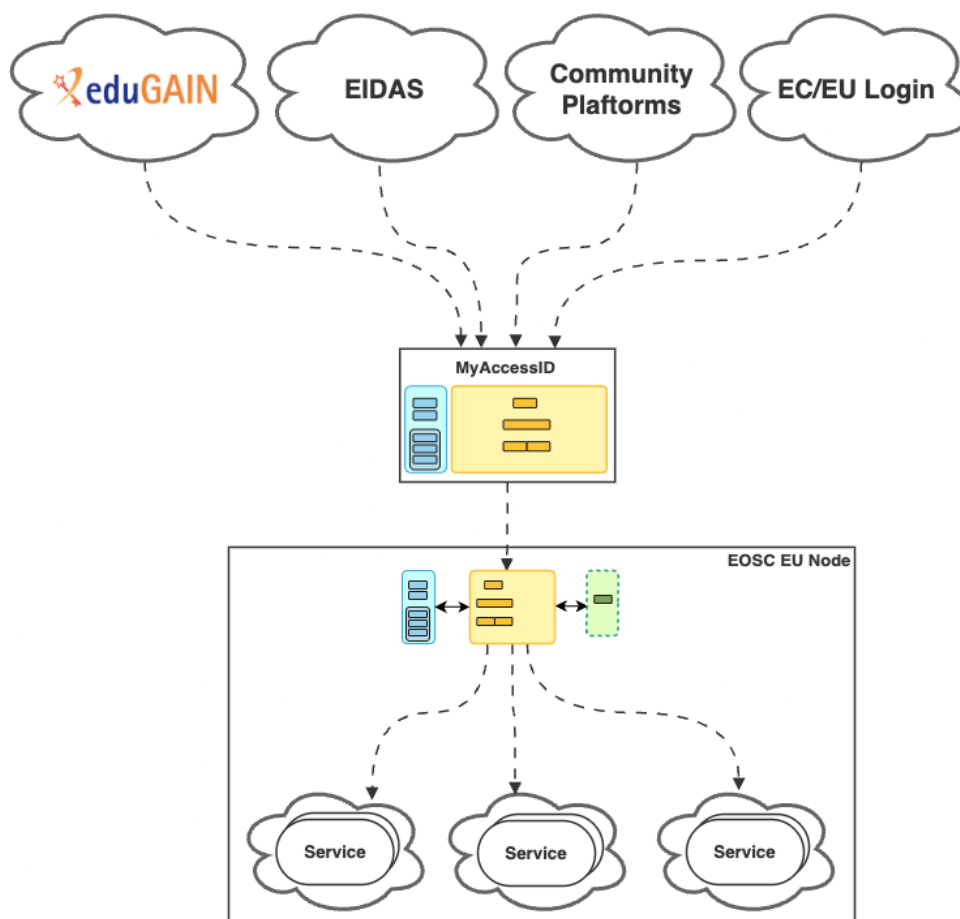 eduGAIN
EIDAS
Community
Plaftorms
EC/EU Login
MyAccessID
EOSC EU Node
Service
Service
Service